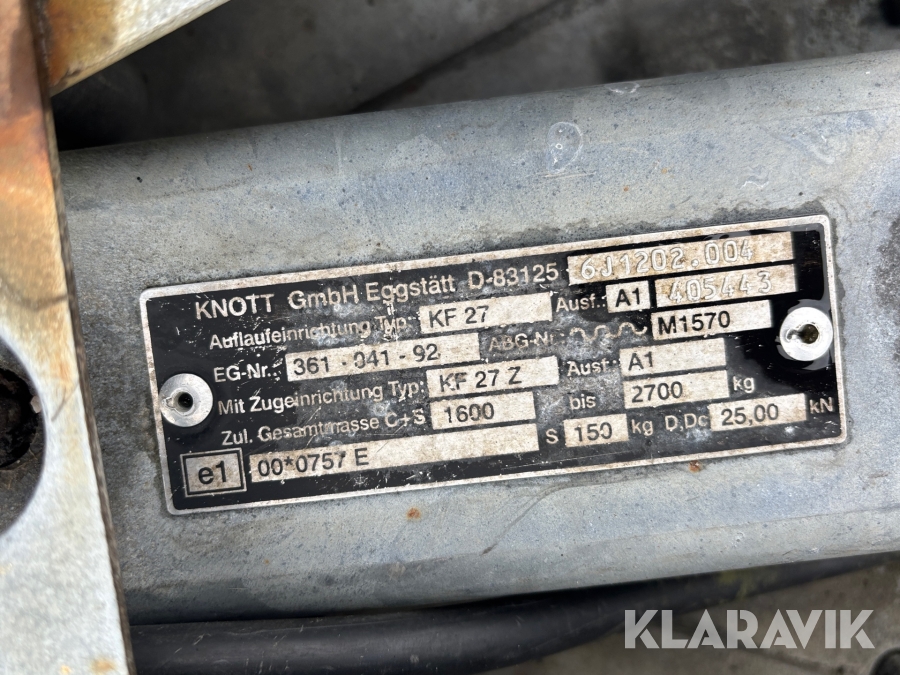 KNOTT GmbH Eggstätt D-83125 6J1202.004
Auflaufeinrichtung Typ: KF 27 Ausf.: A1 405443
EG-Nr.: 361-041-92 ABG-Nr.: M1570
Mit Zugeinrichtung Typ: KF 27 Z Ausf.: A1
Zul. Gesamtmasse C+S 1600 bis 2700 kg
e1 00*0757 E S 150 kg D,Dc 25,00 kN
KLARAVIK